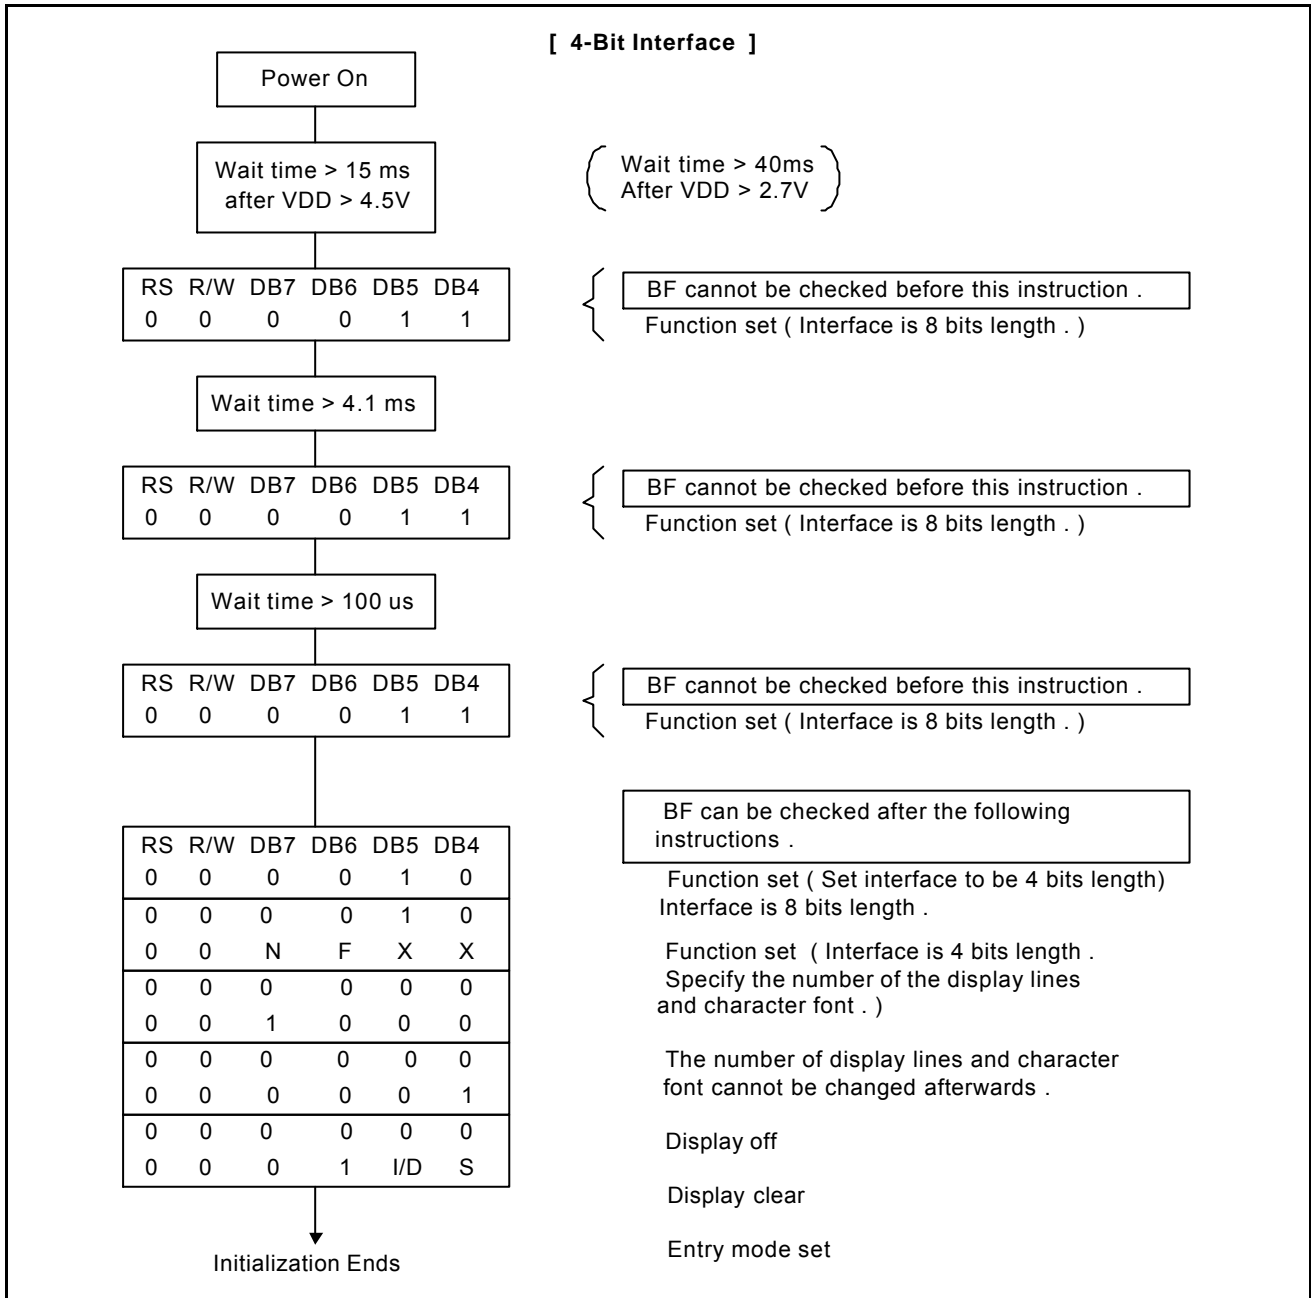 [ 4-Bit Interface ]
Power On
Wait time > 15 ms
after VDD > 4.5V
Wait time > 40ms
After VDD > 2.7V
RS R/W DB7 DB6 DB5 DB4
0 0 0 0 1 1
BF cannot be checked before this instruction .
Function set ( Interface is 8 bits length . )
Wait time > 4.1 ms
RS R/W DB7 DB6 DB5 DB4
0 0 0 0 1 1
BF cannot be checked before this instruction .
Function set ( Interface is 8 bits length . )
Wait time > 100 us
RS R/W DB7 DB6 DB5 DB4
0 0 0 0 1 1
BF cannot be checked before this instruction .
Function set ( Interface is 8 bits length . )
RS R/W DB7 DB6 DB5 DB4
0 0 0 0 1 0
0 0 0 0 1 0
0 0 N F X X
0 0 0 0 0 0
0 0 1 0 0 0
0 0 0 0 0 0
0 0 0 0 0 1
0 0 0 0 0 0
0 0 0 1 I/D S
BF can be checked after the following
instructions .
Function set ( Set interface to be 4 bits length)
Interface is 8 bits length .
Function set ( Interface is 4 bits length .
Specify the number of the display lines
and character font . )
The number of display lines and character
font cannot be changed afterwards .
Display off
Display clear
Entry mode set
Initialization Ends